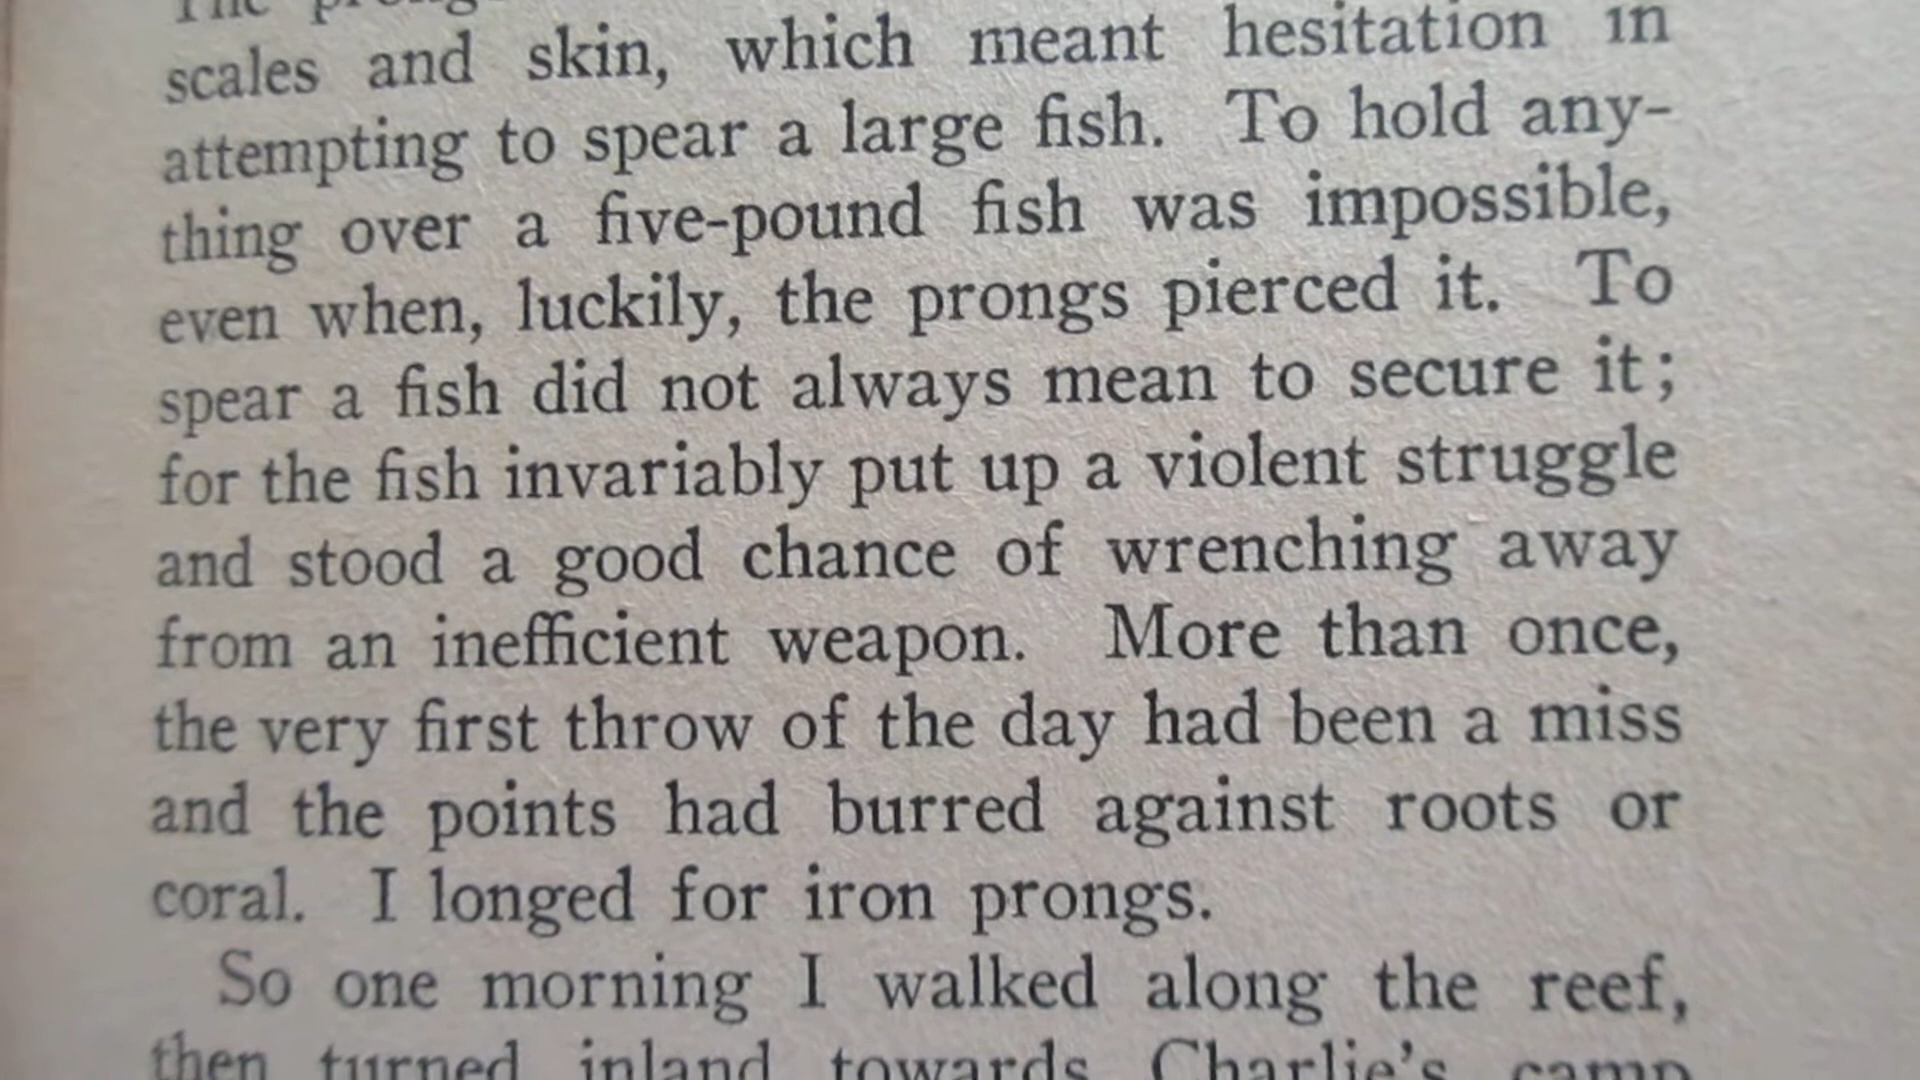 The prong
scales and skin, which meant hesitation in
attempting to spear a large fish. To hold any-
thing over a five-pound fish was impossible,
even when, luckily, the prongs pierced it. To
spear a fish did not always mean to secure it;
for the fish invariably put up a violent struggle
and stood a good chance of wrenching away
from an inefficient weapon. More than once,
the very first throw of the day had been a miss
and the points had burred against roots or
coral. I longed for iron prongs.
So one morning I walked along the reef,
then turned inland towards Charlie's camp